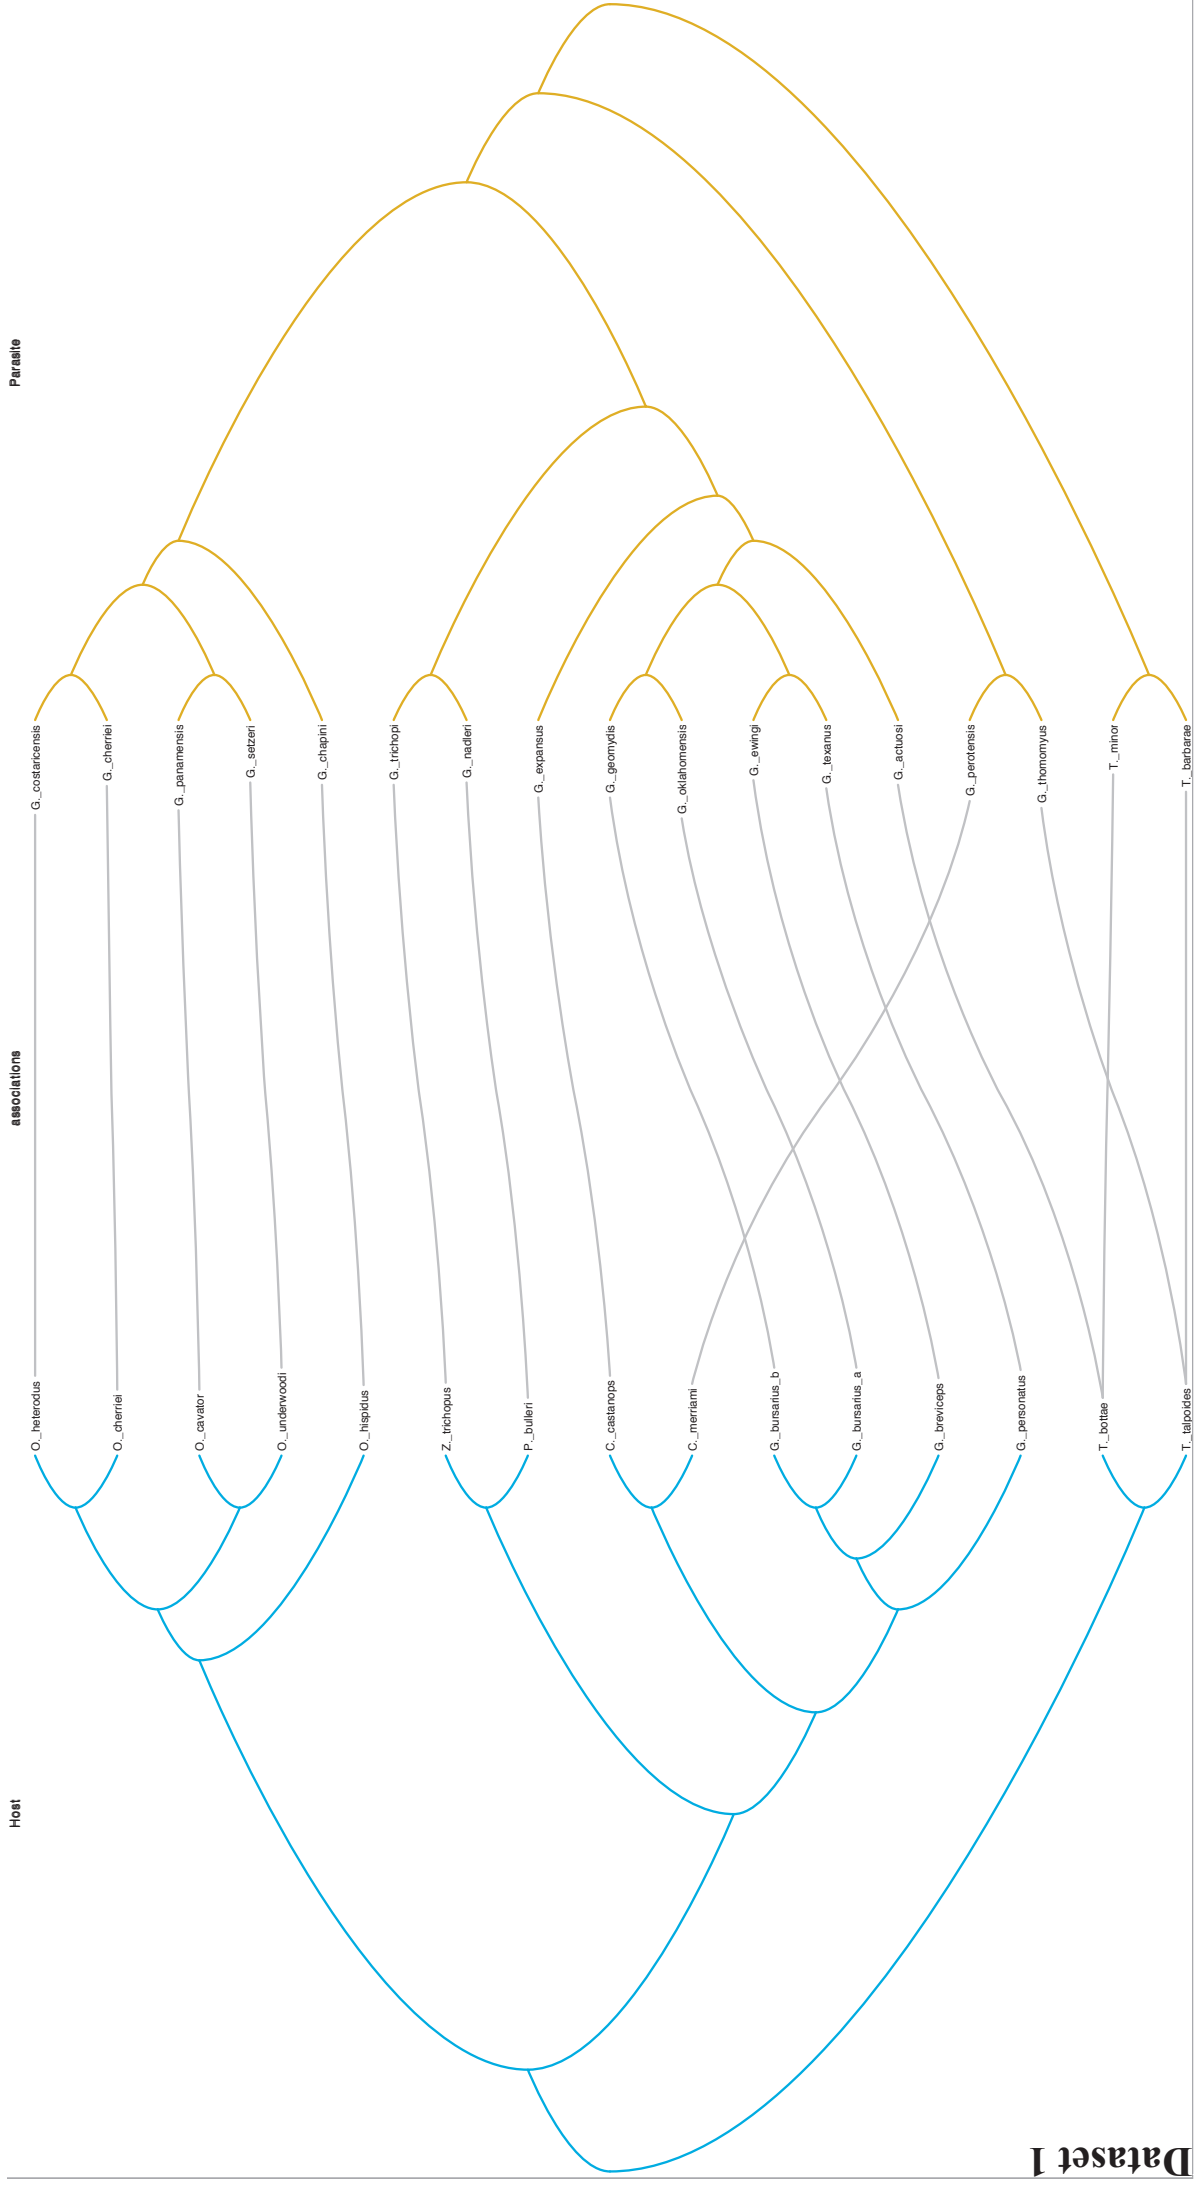 Parasite
G._costaricensis
G._cherriei
G._panamensis
G._setzeri
G._chapini
G._trichopi
G._nadleri
G._expansus
G._geomydis
G._oklahomensis
G._ewingi
G._texanus
G._actuosi
G._perotensis
G._thomomyus
T._minor
T._barbarae
associations
O._heterodus
O._cherriei
O._cavator
O._underwoodi
O._hispidus
Z._trichopus
P._bulleri
C._castanops
C._merriami
G._bursarius_b
G._bursarius_a
G._breviceps
G._personatus
T._bottae
T._talpoides
Host
Dataset 1